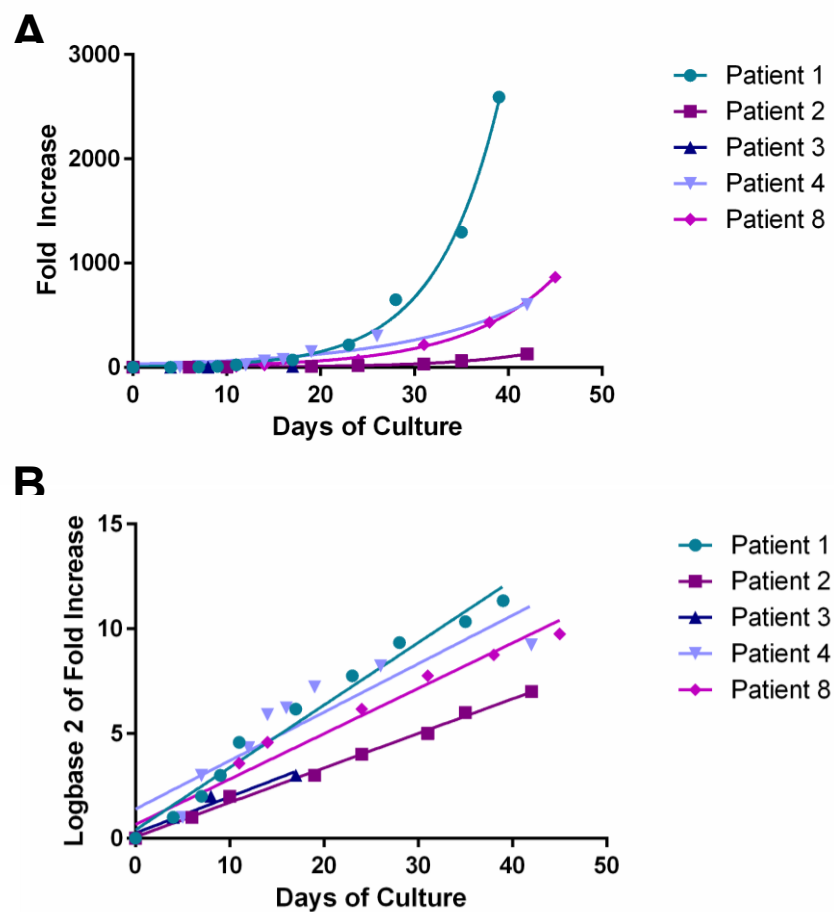 A
3000
2000
1000
0
Fold Increase
0 10 20 30 40 50
Days of Culture
Patient 1
Patient 2
Patient 3
Patient 4
Patient 8
B
15
10
5
0
Logbase 2 of Fold Increase
0 10 20 30 40 50
Days of Culture
Patient 1
Patient 2
Patient 3
Patient 4
Patient 8